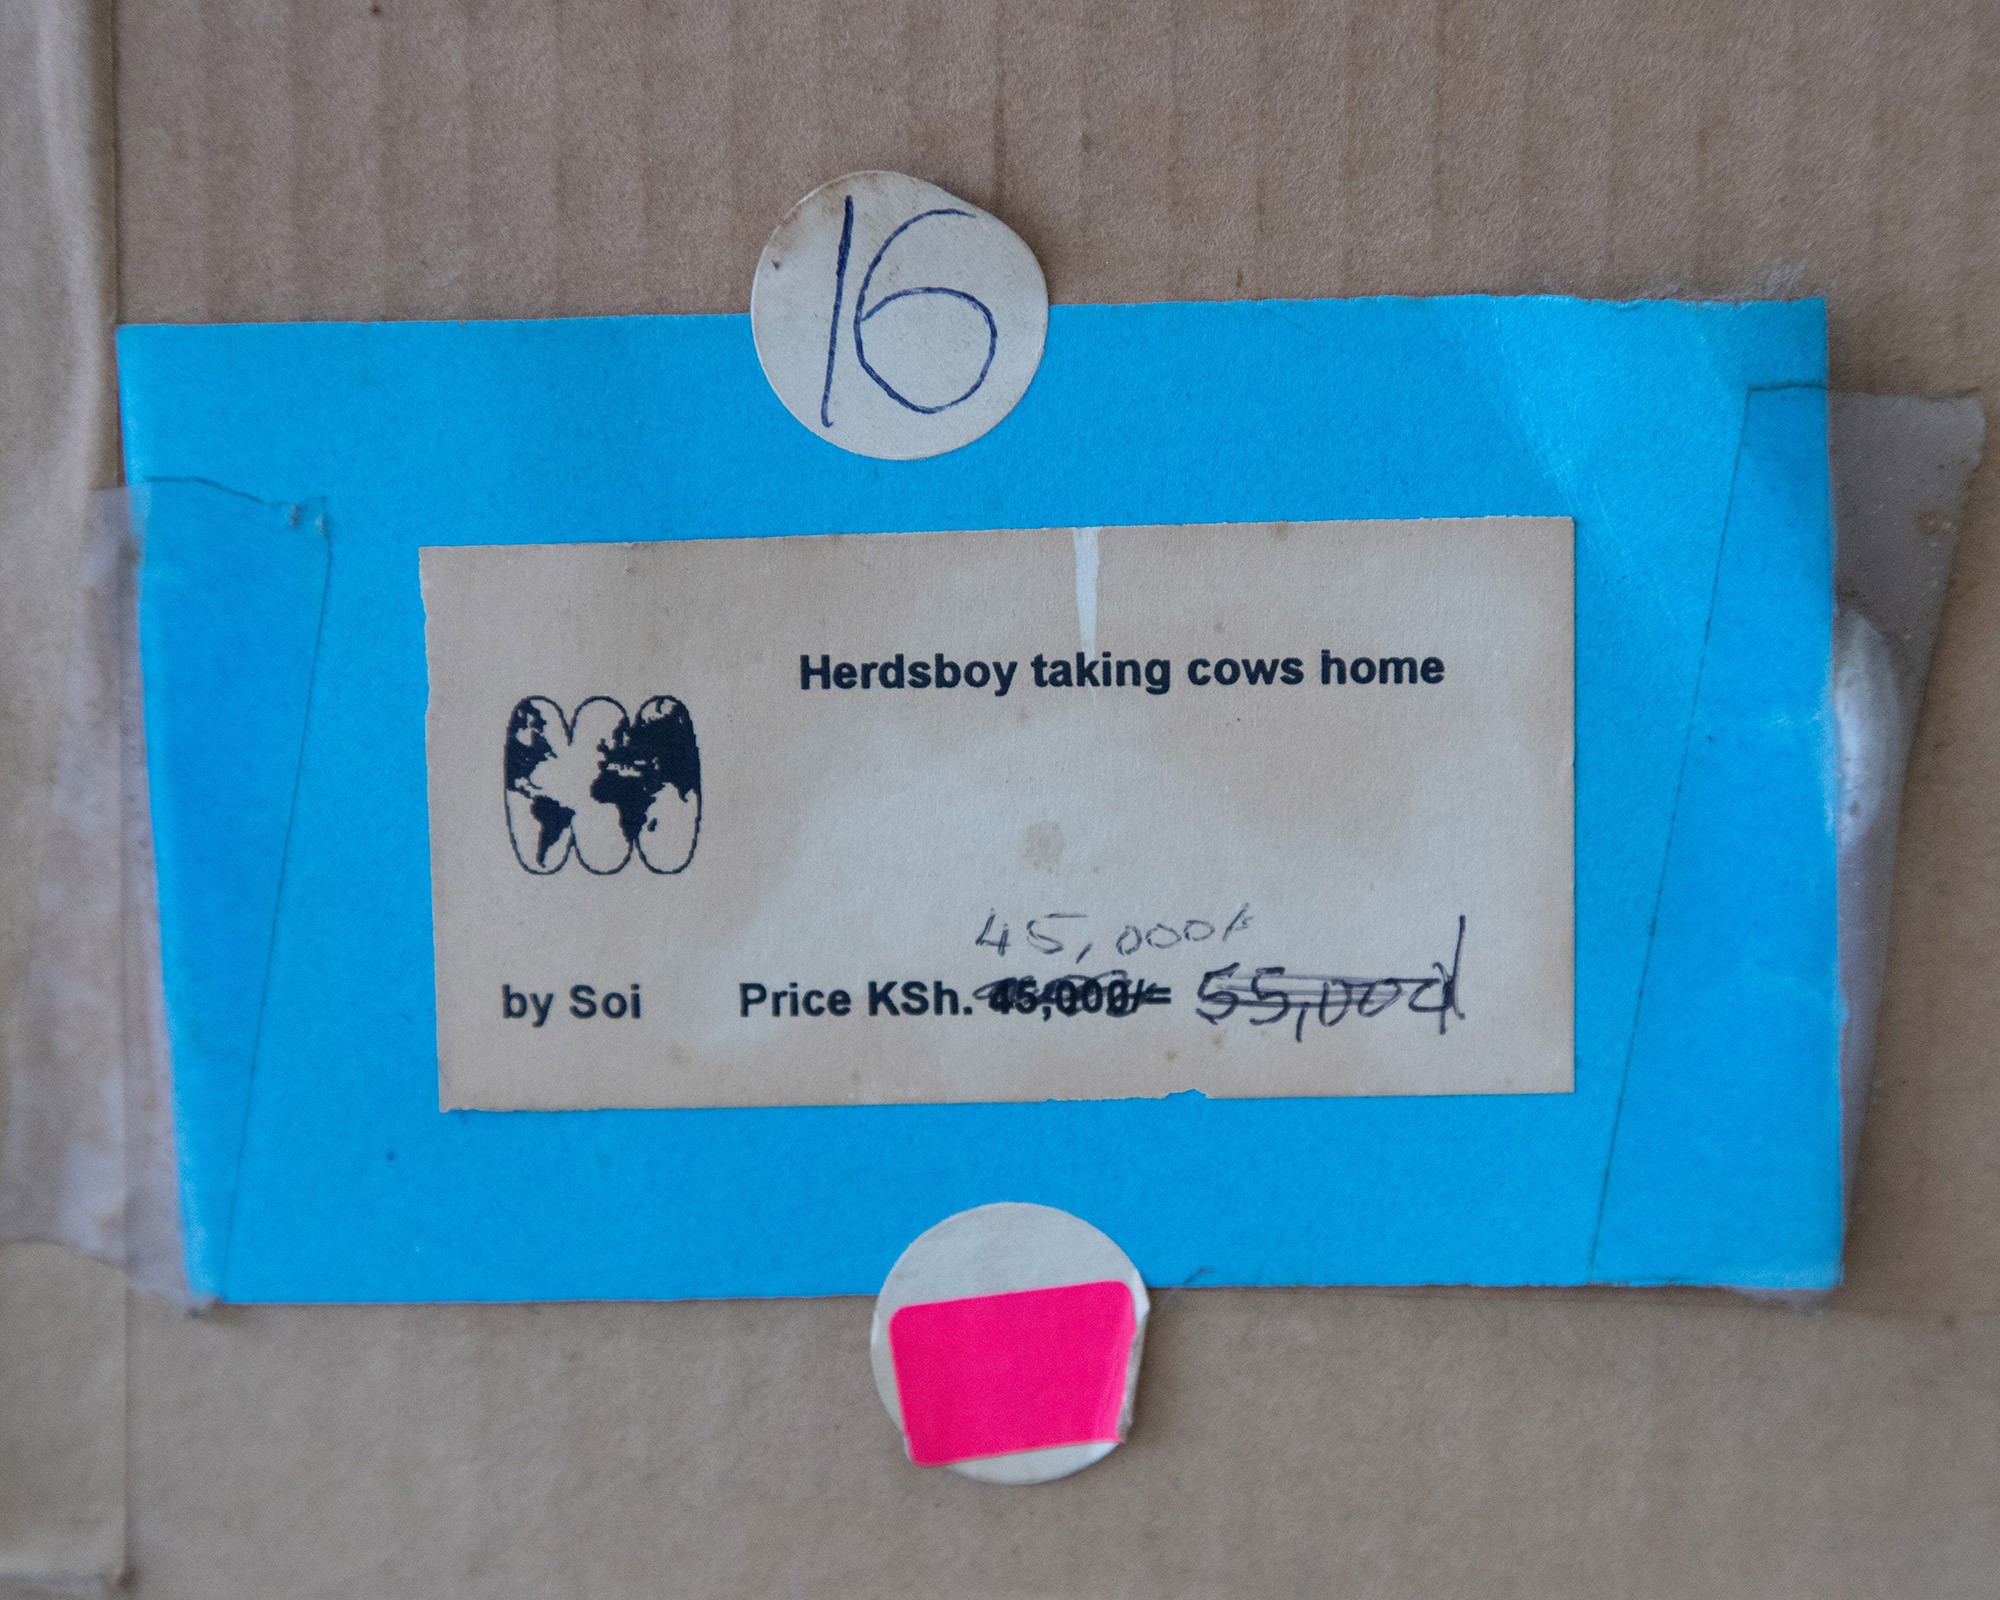 16
Herdsboy taking cows home
45,000/=
by Soi Price KSh. 45,000/= 55,000/